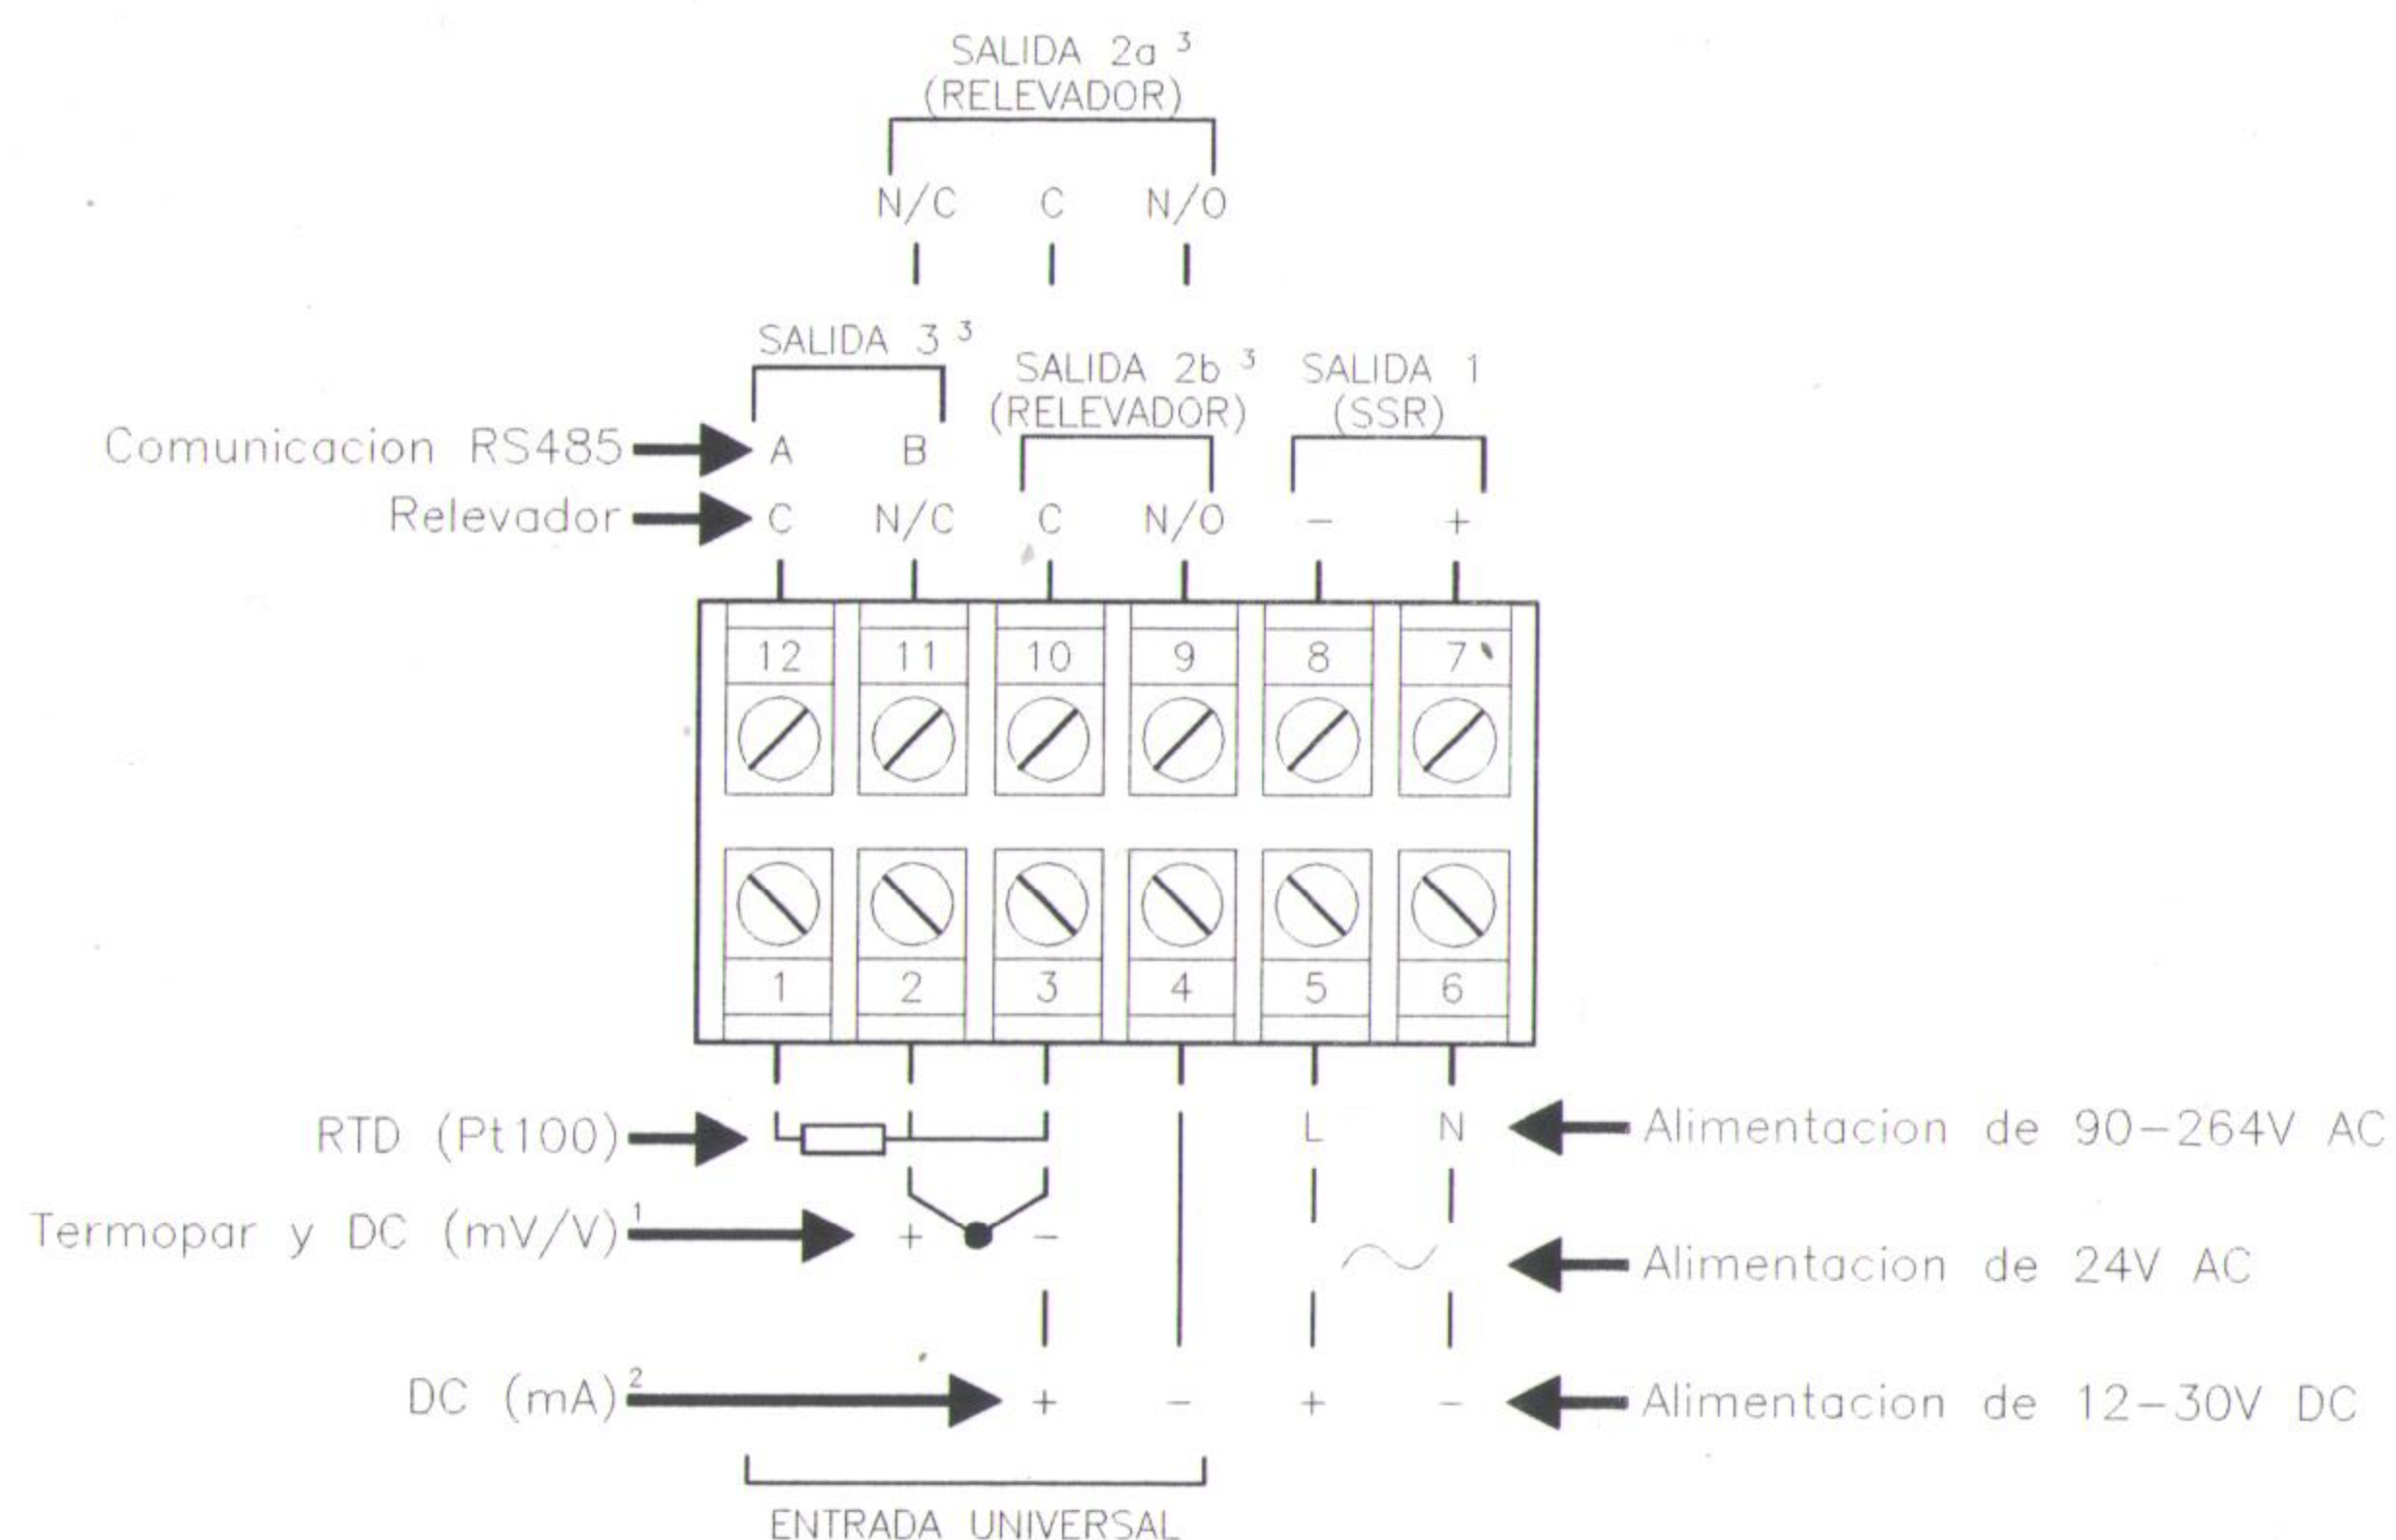 SALIDA 2a 3
(RELEVADOR)
N/C C N/O
SALIDA 3 3
SALIDA 2b 3
(RELEVADOR)
SALIDA 1
(SSR)
Comunicacion RS485 A B
Relevador C N/C C N/O - +
12 11 10 9 8 7
1 2 3 4 5 6
RTD (Pt100)
L N Alimentacion de 90-264V AC
Termopar y DC (mV/V) 1 + -
Alimentacion de 24V AC
DC (mA) 2 + - + - Alimentacion de 12-30V DC
ENTRADA UNIVERSAL